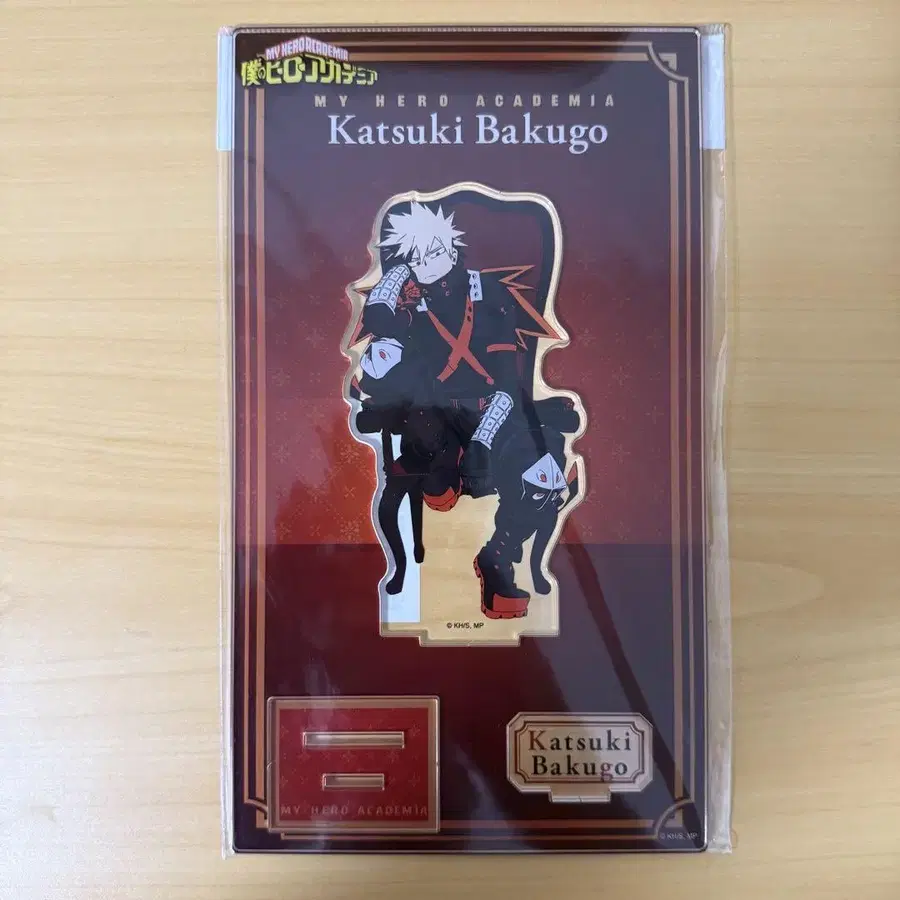 MY HERO ACADEMIA
僕のヒーローアカデミア
MY HERO ACADEMIA
Katsuki Bakugo
© KH/S, MP
MY HERO ACADEMIA
Katsuki
Bakugo
© KH/S, MP